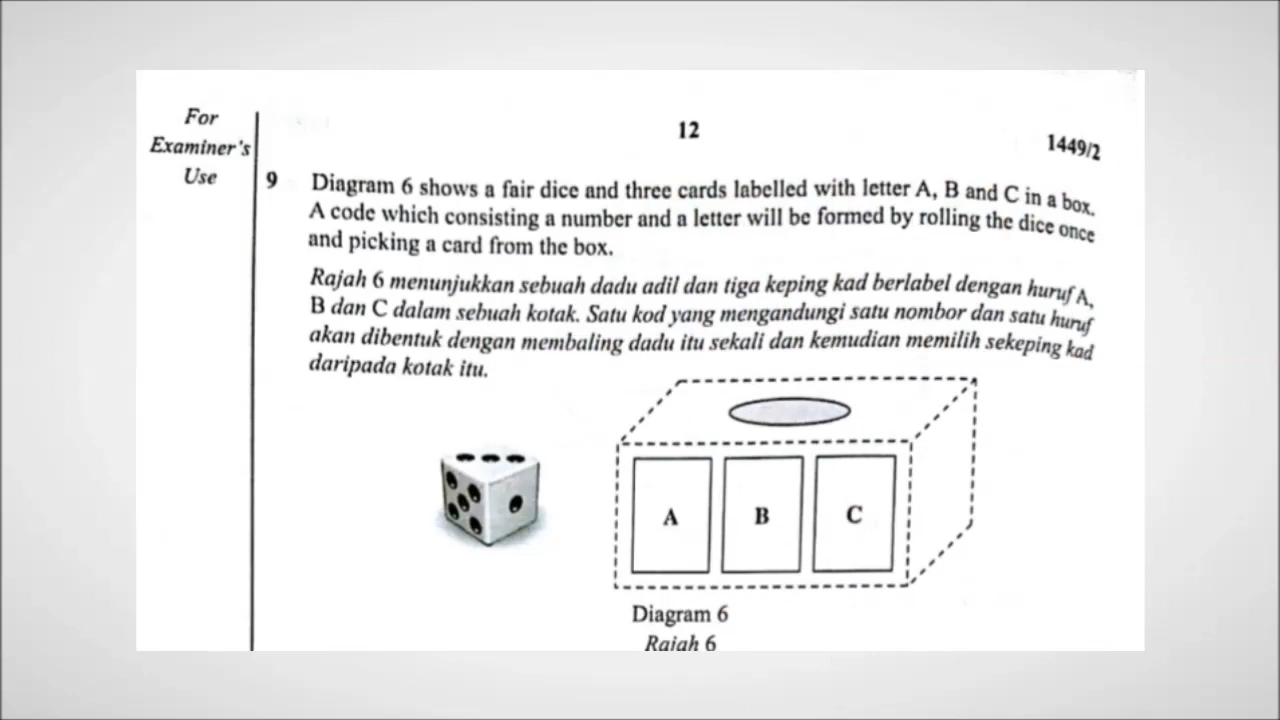 For
Examiner's
Use
12
1449/2
9 Diagram 6 shows a fair dice and three cards labelled with letter A, B and C in a box.
A code which consisting a number and a letter will be formed by rolling the dice once
and picking a card from the box.
Rajah 6 menunjukkan sebuah dadu adil dan tiga keping kad berlabel dengan huruf A,
B dan C dalam sebuah kotak. Satu kod yang mengandungi satu nombor dan satu huruf
akan dibentuk dengan membaling dadu itu sekali dan kemudian memilih sekeping kad
daripada kotak itu.
A B C
Diagram 6
Rajah 6